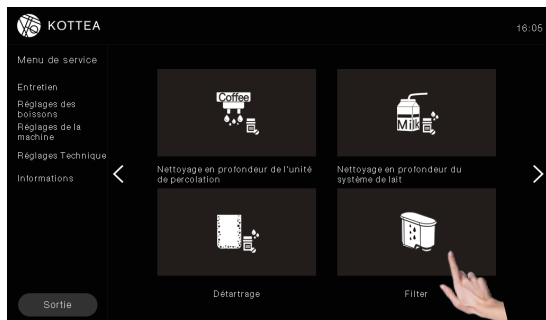 KOTTEA
16:05
Menu de service
Entretien
Réglages des
boissons
Réglages de la
machine
Réglages Technique
Informations
Sortie
Coffee
Nettoyage en profondeur de l'unité
de percolation
Milk
Nettoyage en profondeur du
système de lait
Détartrage
Filter